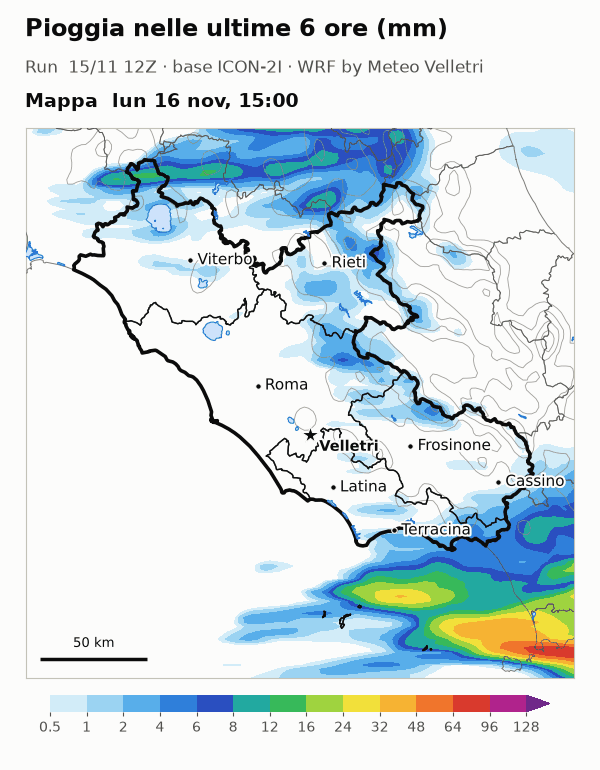 Pioggia nelle ultime 6 ore (mm)
Run  15/11 12Z · base ICON-2I · WRF by Meteo Velletri
Mappa  lun 16 nov, 15:00
Viterbo
Rieti
Roma
Velletri
Frosinone
Latina
Cassino
Terracina
50 km
0.5 1 2 4 6 8 12 16 24 32 48 64 96 128